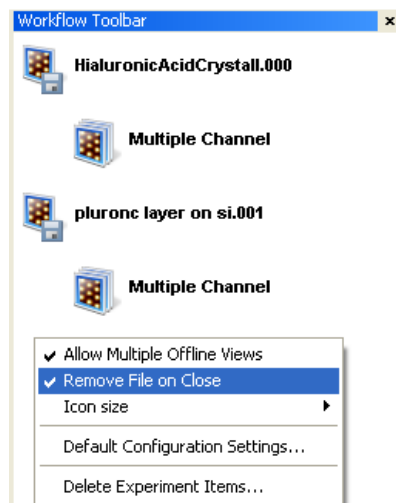 Workflow Toolbar
HialuronicAcidCrystall.000
Multiple Channel
pluronc layer on si.001
Multiple Channel
Allow Multiple Offline Views
Remove File on Close
Icon size
Default Configuration Settings...
Delete Experiment Items...